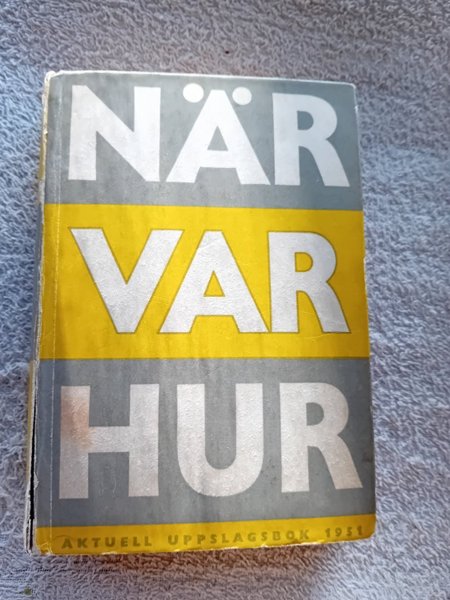 NÄR
VAR
HUR
AKTUELL UPPSLAGSBOK 1951